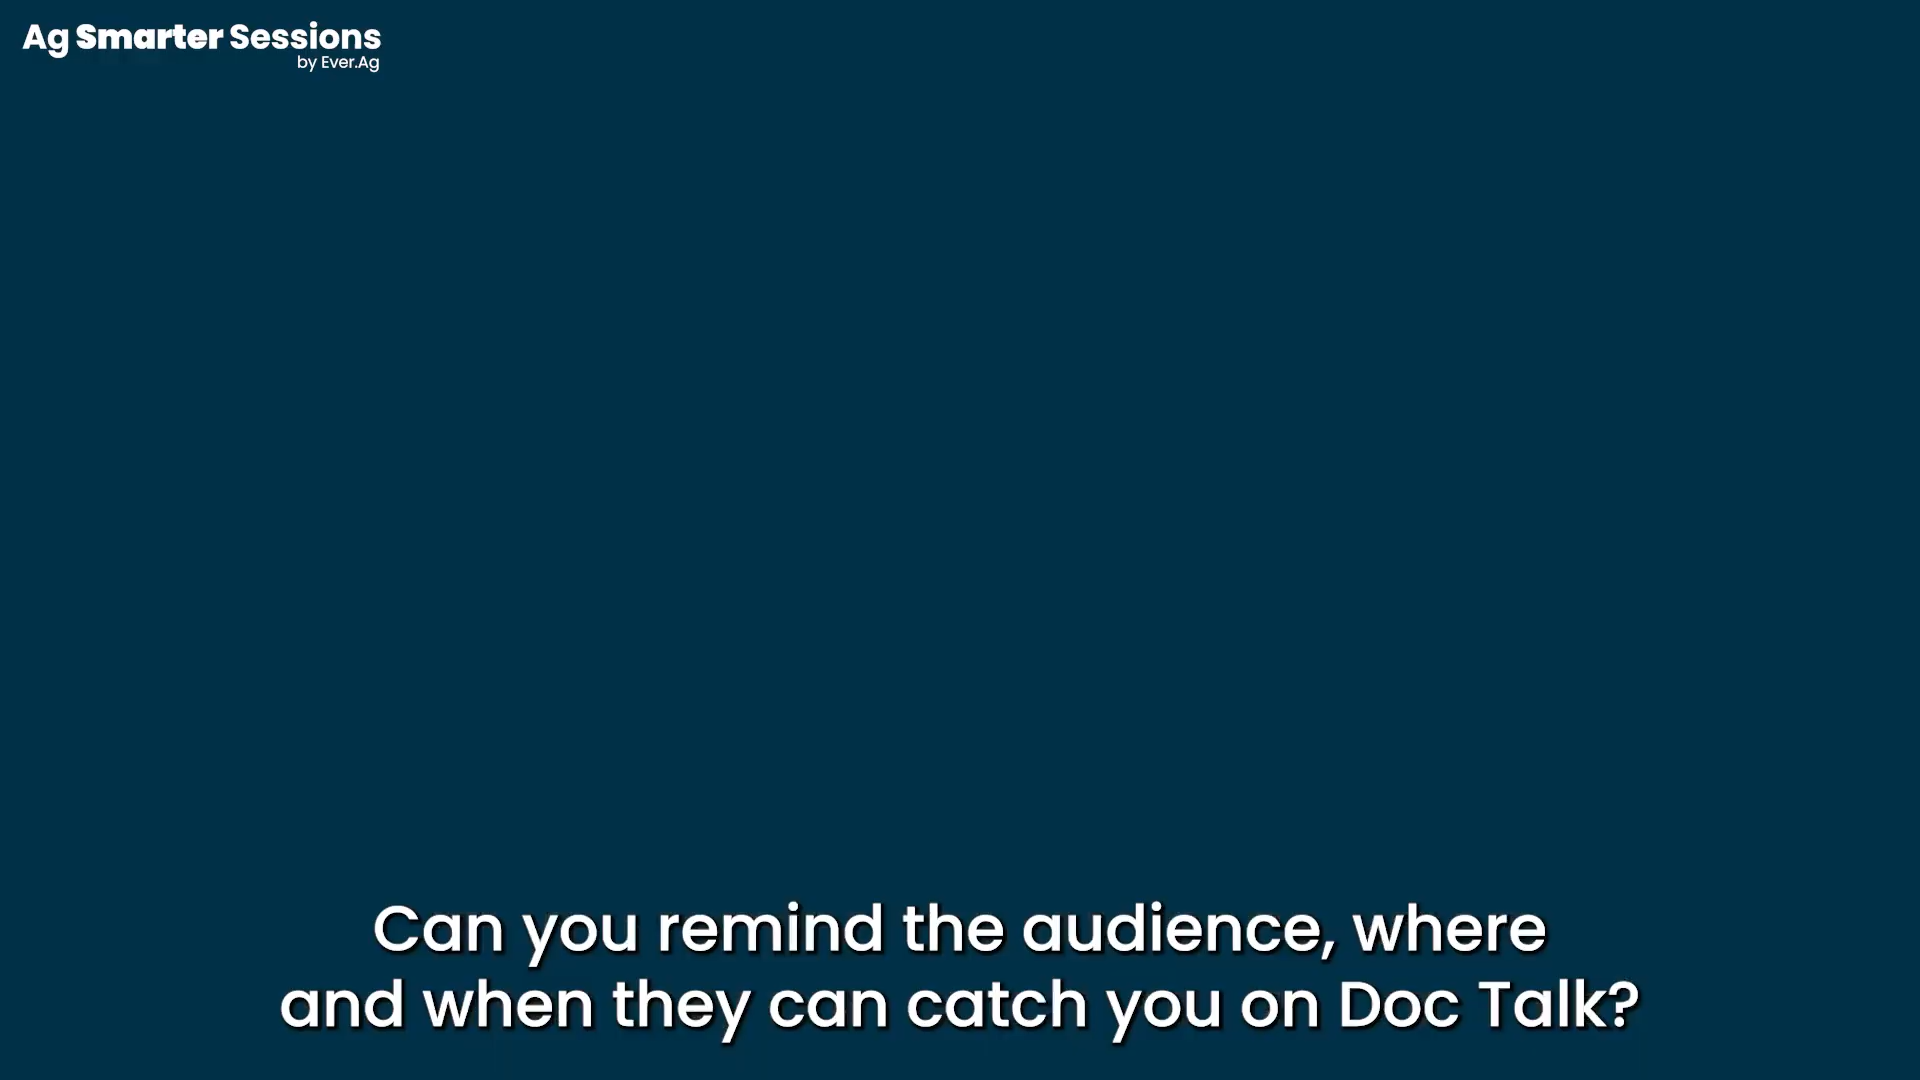 Ag Smarter Sessions
by Ever.Ag
Can you remind the audience, where
and when they can catch you on Doc Talk?